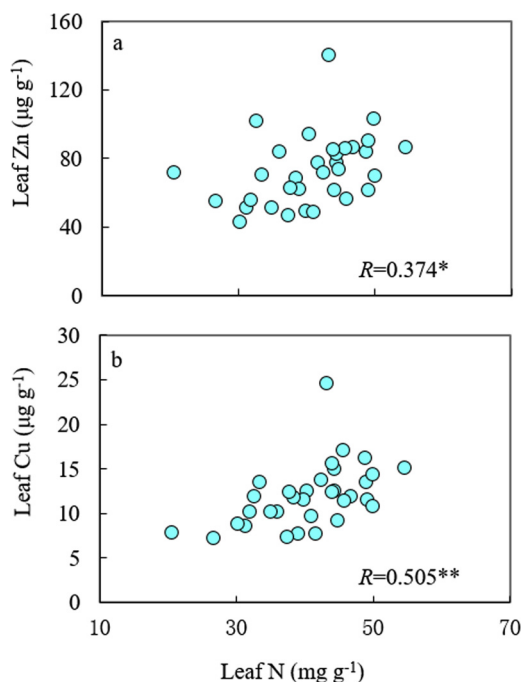 160
a
120
80
40
0
Leaf Zn (µg g⁻¹)
R=0.374*
30
b
25
20
15
10
5
0
Leaf Cu (µg g⁻¹)
R=0.505**
10 30 50 70
Leaf N (mg g⁻¹)